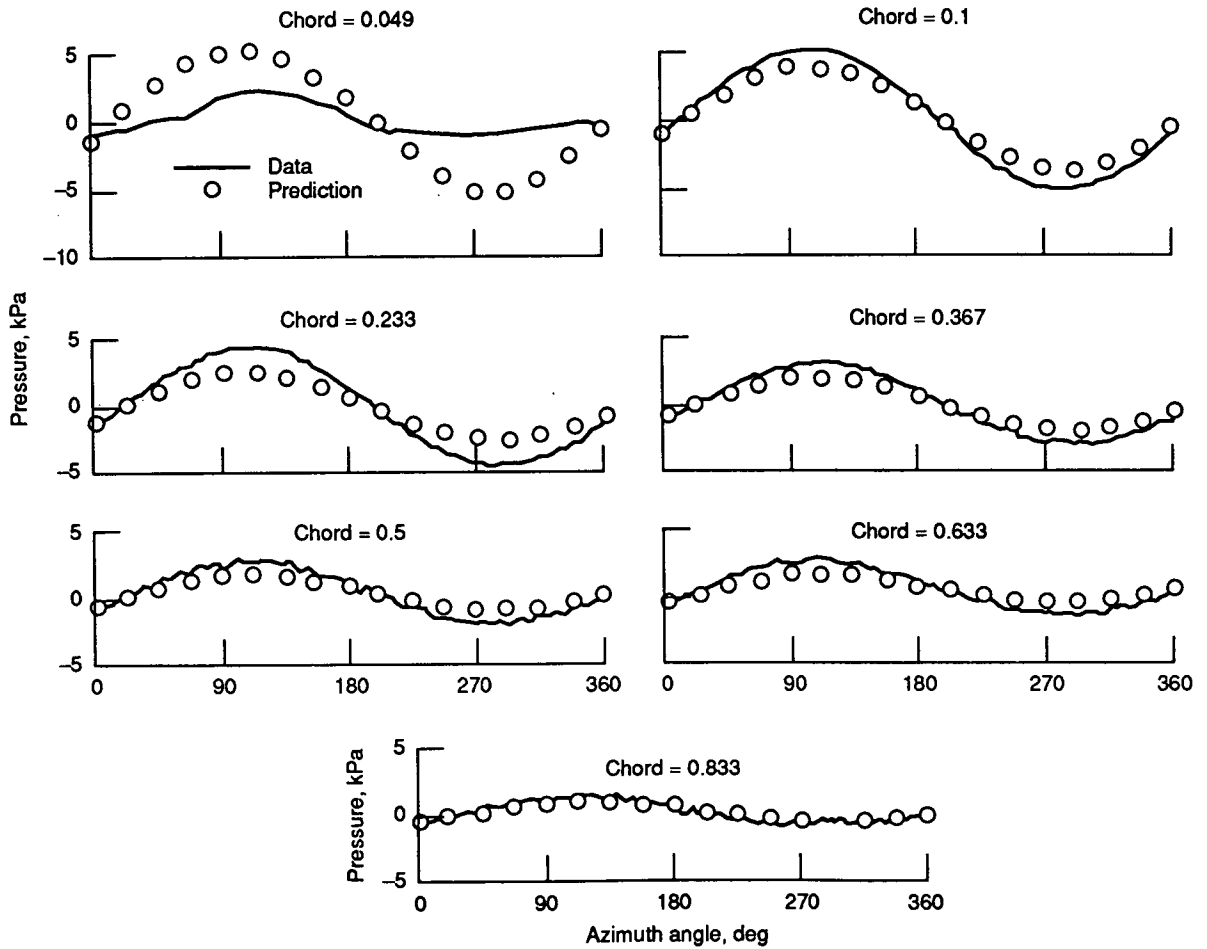 Chord = 0.049
5
0
−5
−10
Data
Prediction
Chord = 0.1
Pressure, kPa
Chord = 0.233
5
0
−5
Chord = 0.367
Chord = 0.5
5
0
−5
0 90 180 270 360
Chord = 0.633
0 90 180 270 360
Pressure, kPa
Chord = 0.833
5
0
−5
0 90 180 270 360
Azimuth angle, deg